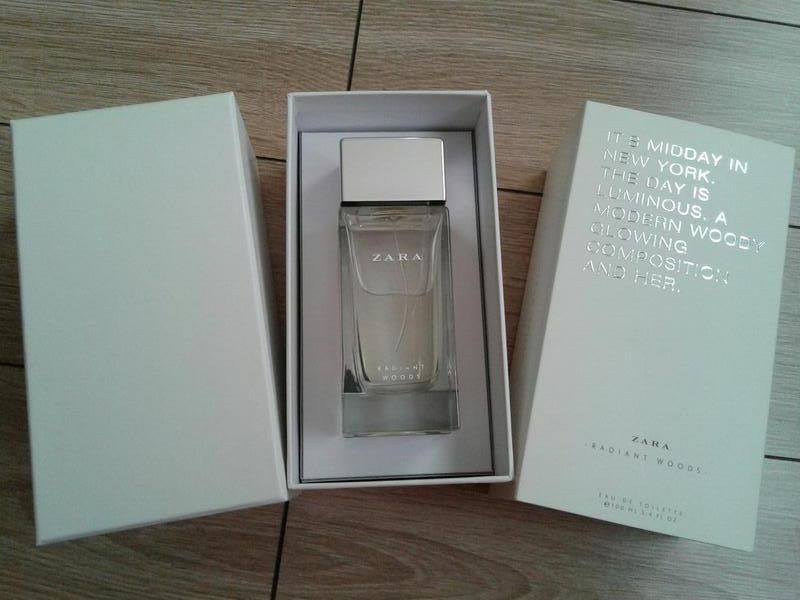 ZARA
RADIANT
WOODS
IT'S MIDDAY IN
NEW YORK.
THE DAY IS
LUMINOUS. A
MODERN WOODY
GLOWING
COMPOSITION
AND HER.
ZARA
·RADIANT WOODS·
EAU DE TOILETTE
℮100 ML 3.4 FL OZ